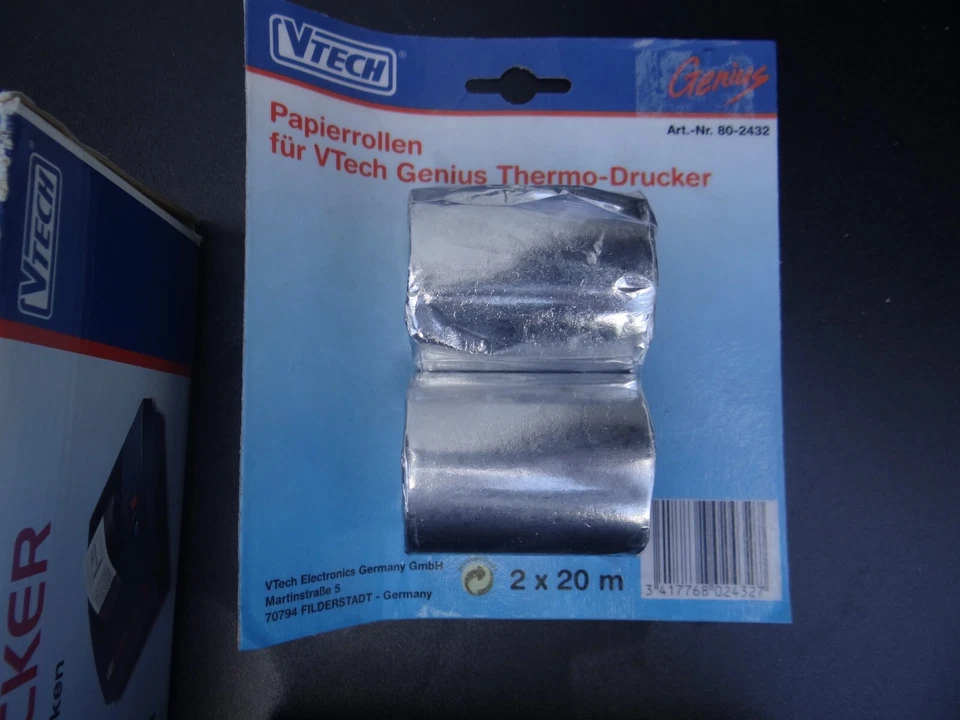 VTECH®
Genius
Art.-Nr. 80-2432
Papierrollen
für VTech Genius Thermo-Drucker
VTech Electronics Germany GmbH
Martinstraße 5
70794 FILDERSTADT - Germany
2 x 20 m
3 417768 024327
VTECH
CKER
ken